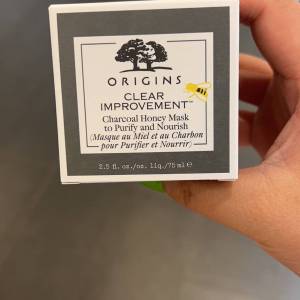 ORIGINS
CLEAR
IMPROVEMENT™
Charcoal Honey Mask
to Purify and Nourish
(Masque au Miel et au Charbon
pour Purifier et Nourrir)
2.5 fl. oz./oz. liq./75 ml ℮